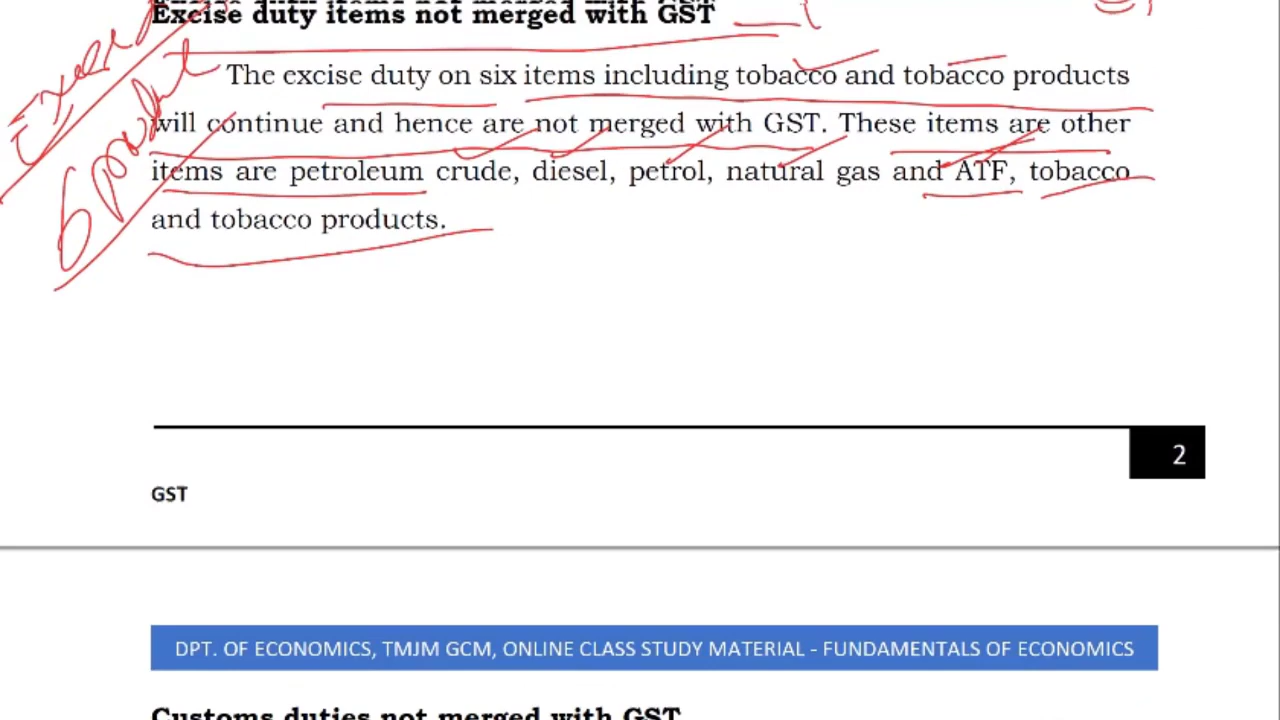 Excise duty items not merged with GST
The excise duty on six items including tobacco and tobacco products
will continue and hence are not merged with GST. These items are other
items are petroleum crude, diesel, petrol, natural gas and ATF, tobacco
and tobacco products.
6 product
2
GST
DPT. OF ECONOMICS, TMJM GCM, ONLINE CLASS STUDY MATERIAL - FUNDAMENTALS OF ECONOMICS
Customs duties not merged with GST